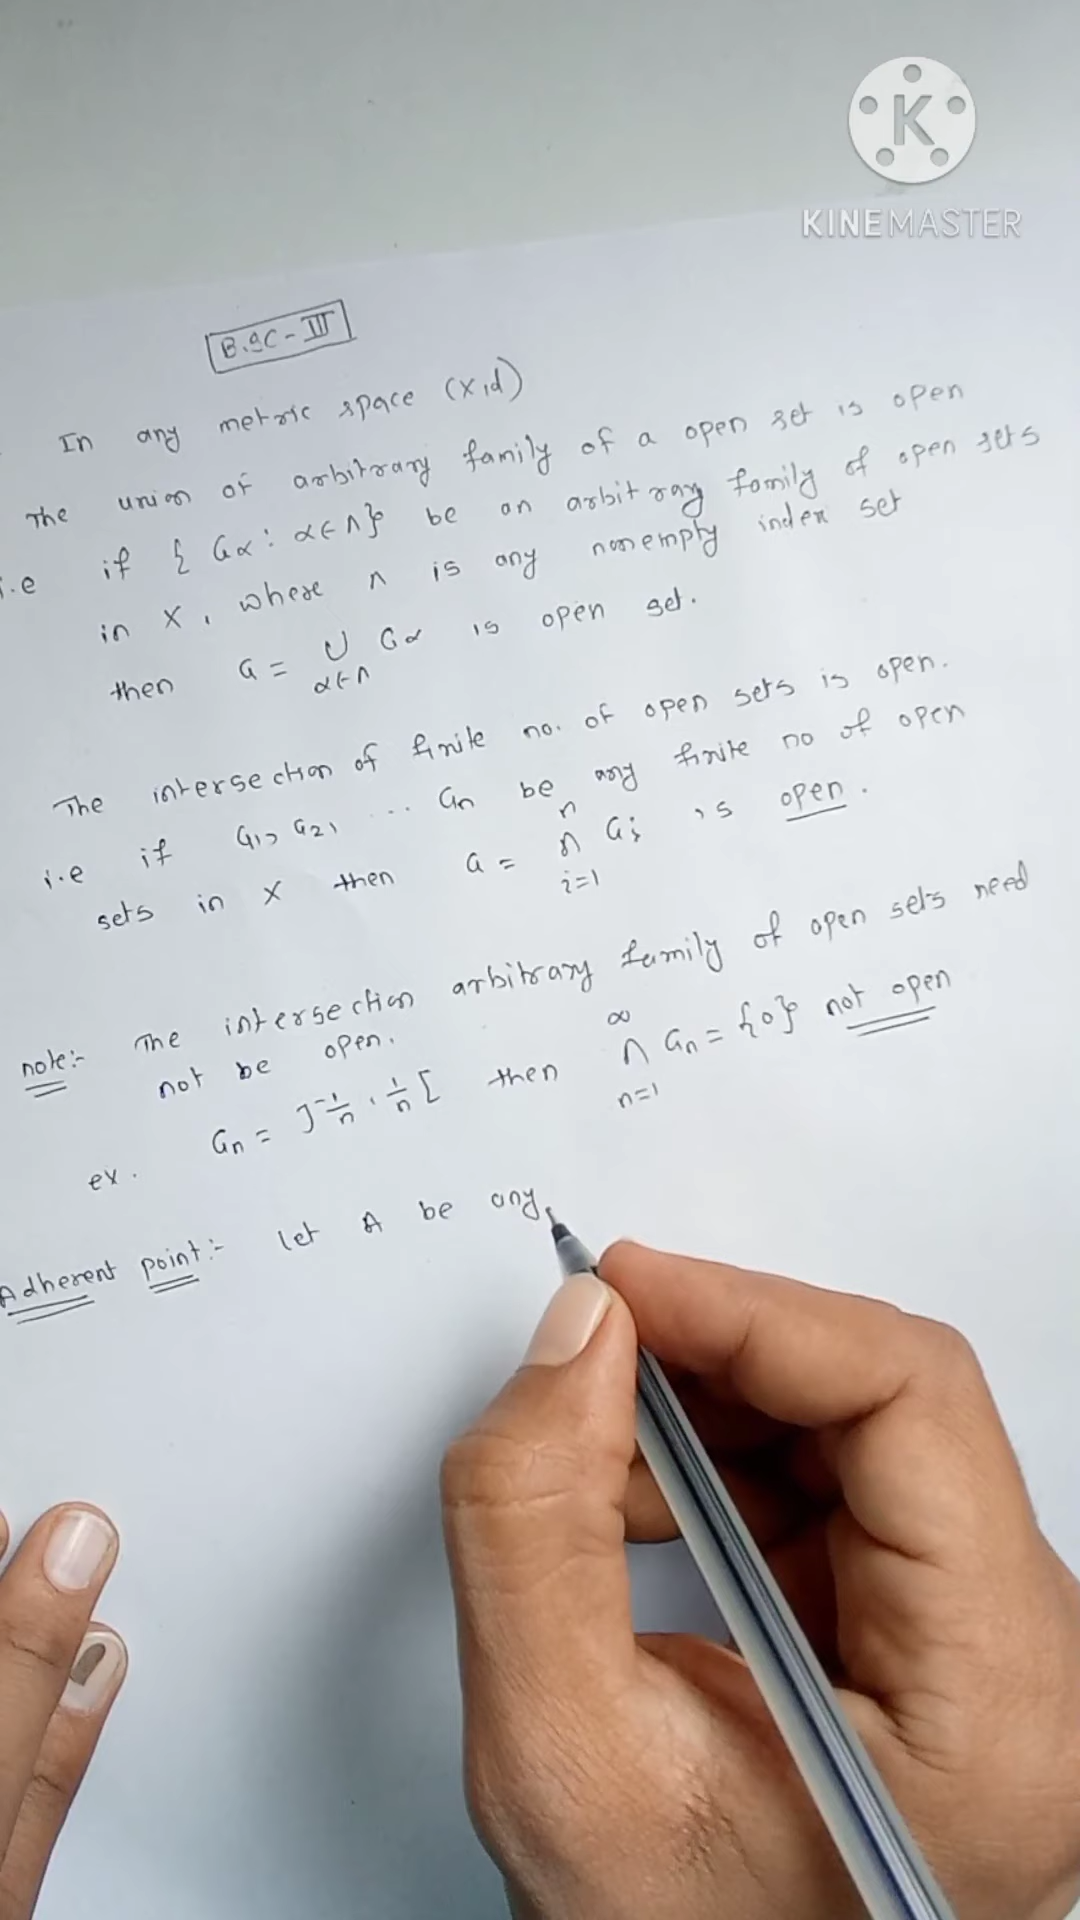 K
KINEMASTER
B.SC-III
In any metric space (X,d)
The union of arbitrary family of a open set is open
i.e if { Gα : α∈Λ} be an arbitrary family of open sets
in X, where Λ is any nonempty index set
then G = ∪ Gα is open set.
α∈Λ
The intersection of finite no. of open sets is open.
i.e if G1, G2, ... Gn be any finite no of open
sets in X then G = n∩i=1 Gi is open.
note:- The intersection arbitrary family of open sets need
not be open.
ex. Gn = ]-1/n, 1/n[ then ∞∩n=1 Gn = {0} not open
Adherent point:- let A be any